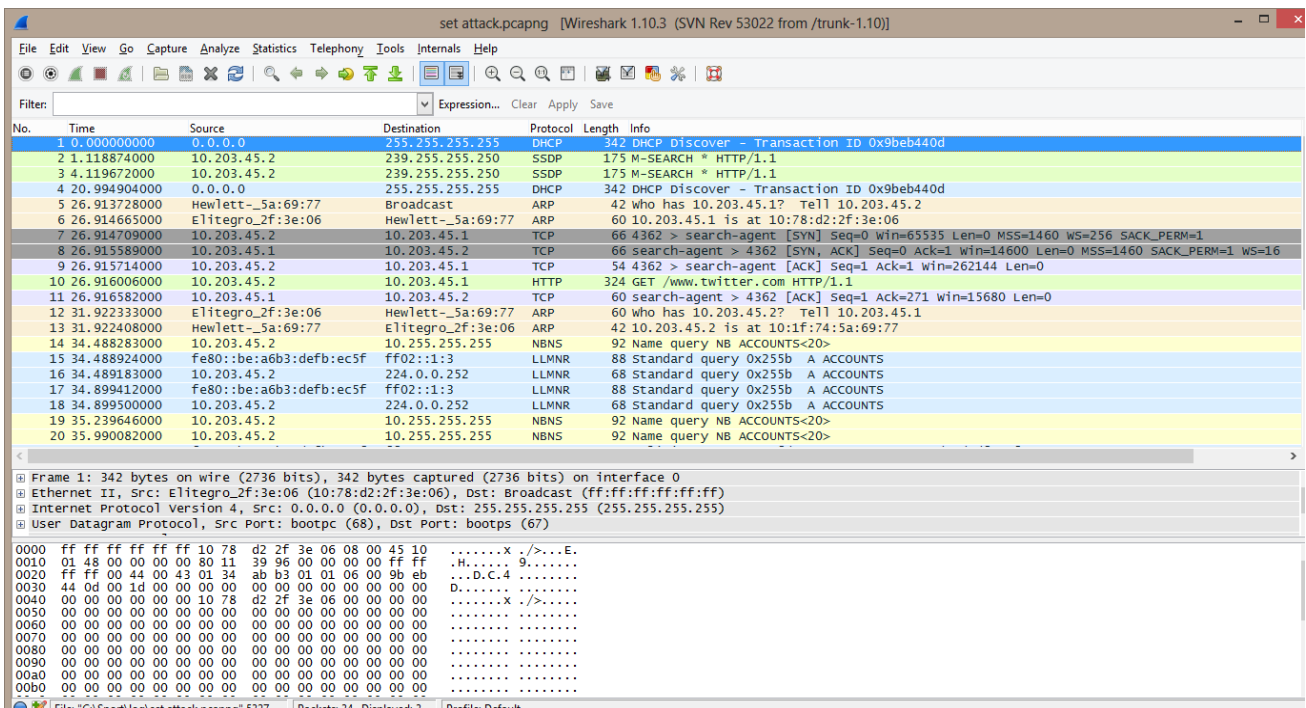 set attack.pcapng [Wireshark 1.10.3 (SVN Rev 53022 from /trunk-1.10)]
File Edit View Go Capture Analyze Statistics Telephony Tools Internals Help
Filter: Expression... Clear Apply Save
No. Time Source Destination Protocol Length Info
1 0.000000000 0.0.0.0 255.255.255.255 DHCP 342 DHCP Discover - Transaction ID 0x9beb440d
2 1.118874000 10.203.45.2 239.255.255.250 SSDP 175 M-SEARCH * HTTP/1.1
3 4.119672000 10.203.45.2 239.255.255.250 SSDP 175 M-SEARCH * HTTP/1.1
4 20.994904000 0.0.0.0 255.255.255.255 DHCP 342 DHCP Discover - Transaction ID 0x9beb440d
5 26.913728000 Hewlett-_5a:69:77 Broadcast ARP 42 who has 10.203.45.1? Tell 10.203.45.2
6 26.914665000 Elitegro_2f:3e:06 Hewlett-_5a:69:77 ARP 60 10.203.45.1 is at 10:78:d2:2f:3e:06
7 26.914709000 10.203.45.2 10.203.45.1 TCP 66 4362 > search-agent [SYN] Seq=0 Win=65535 Len=0 MSS=1460 WS=256 SACK_PERM=1
8 26.915589000 10.203.45.1 10.203.45.2 TCP 66 search-agent > 4362 [SYN, ACK] Seq=0 Ack=1 Win=14600 Len=0 MSS=1460 SACK_PERM=1 WS=16
9 26.915714000 10.203.45.2 10.203.45.1 TCP 54 4362 > search-agent [ACK] Seq=1 Ack=1 Win=262144 Len=0
10 26.916006000 10.203.45.2 10.203.45.1 HTTP 324 GET /www.twitter.com HTTP/1.1
11 26.916582000 10.203.45.1 10.203.45.2 TCP 60 search-agent > 4362 [ACK] Seq=1 Ack=271 Win=15680 Len=0
12 31.922333000 Elitegro_2f:3e:06 Hewlett-_5a:69:77 ARP 60 who has 10.203.45.2? Tell 10.203.45.1
13 31.922408000 Hewlett-_5a:69:77 Elitegro_2f:3e:06 ARP 42 10.203.45.2 is at 10:1f:74:5a:69:77
14 34.488283000 10.203.45.2 10.255.255.255 NBNS 92 Name query NB ACCOUNTS<20>
15 34.488924000 fe80::be:a6b3:defb:ec5f ff02::1:3 LLMNR 88 Standard query 0x255b A ACCOUNTS
16 34.489183000 10.203.45.2 224.0.0.252 LLMNR 68 Standard query 0x255b A ACCOUNTS
17 34.899412000 fe80::be:a6b3:defb:ec5f ff02::1:3 LLMNR 88 Standard query 0x255b A ACCOUNTS
18 34.899500000 10.203.45.2 224.0.0.252 LLMNR 68 Standard query 0x255b A ACCOUNTS
19 35.239646000 10.203.45.2 10.255.255.255 NBNS 92 Name query NB ACCOUNTS<20>
20 35.990082000 10.203.45.2 10.255.255.255 NBNS 92 Name query NB ACCOUNTS<20>
Frame 1: 342 bytes on wire (2736 bits), 342 bytes captured (2736 bits) on interface 0
Ethernet II, Src: Elitegro_2f:3e:06 (10:78:d2:2f:3e:06), Dst: Broadcast (ff:ff:ff:ff:ff:ff)
Internet Protocol Version 4, Src: 0.0.0.0 (0.0.0.0), Dst: 255.255.255.255 (255.255.255.255)
User Datagram Protocol, Src Port: bootpc (68), Dst Port: bootps (67)
0000 ff ff ff ff ff ff 10 78 d2 2f 3e 06 08 00 45 10 .......x ./>...E.
0010 01 48 00 00 00 00 80 11 39 96 00 00 00 00 ff ff .H...... 9.......
0020 ff ff 00 44 00 43 01 34 ab b3 01 01 06 00 9b eb ...D.C.4 ........
0030 44 0d 00 1d 00 00 00 00 00 00 00 00 00 00 00 00 D....... ........
0040 00 00 00 00 00 00 10 78 d2 2f 3e 06 00 00 00 00 .......x ./>.....
0050 00 00 00 00 00 00 00 00 00 00 00 00 00 00 00 00 ........ ........
0060 00 00 00 00 00 00 00 00 00 00 00 00 00 00 00 00 ........ ........
0070 00 00 00 00 00 00 00 00 00 00 00 00 00 00 00 00 ........ ........
0080 00 00 00 00 00 00 00 00 00 00 00 00 00 00 00 00 ........ ........
0090 00 00 00 00 00 00 00 00 00 00 00 00 00 00 00 00 ........ ........
00a0 00 00 00 00 00 00 00 00 00 00 00 00 00 00 00 00 ........ ........
00b0 00 00 00 00 00 00 00 00 00 00 00 00 00 00 00 00 ........ ........